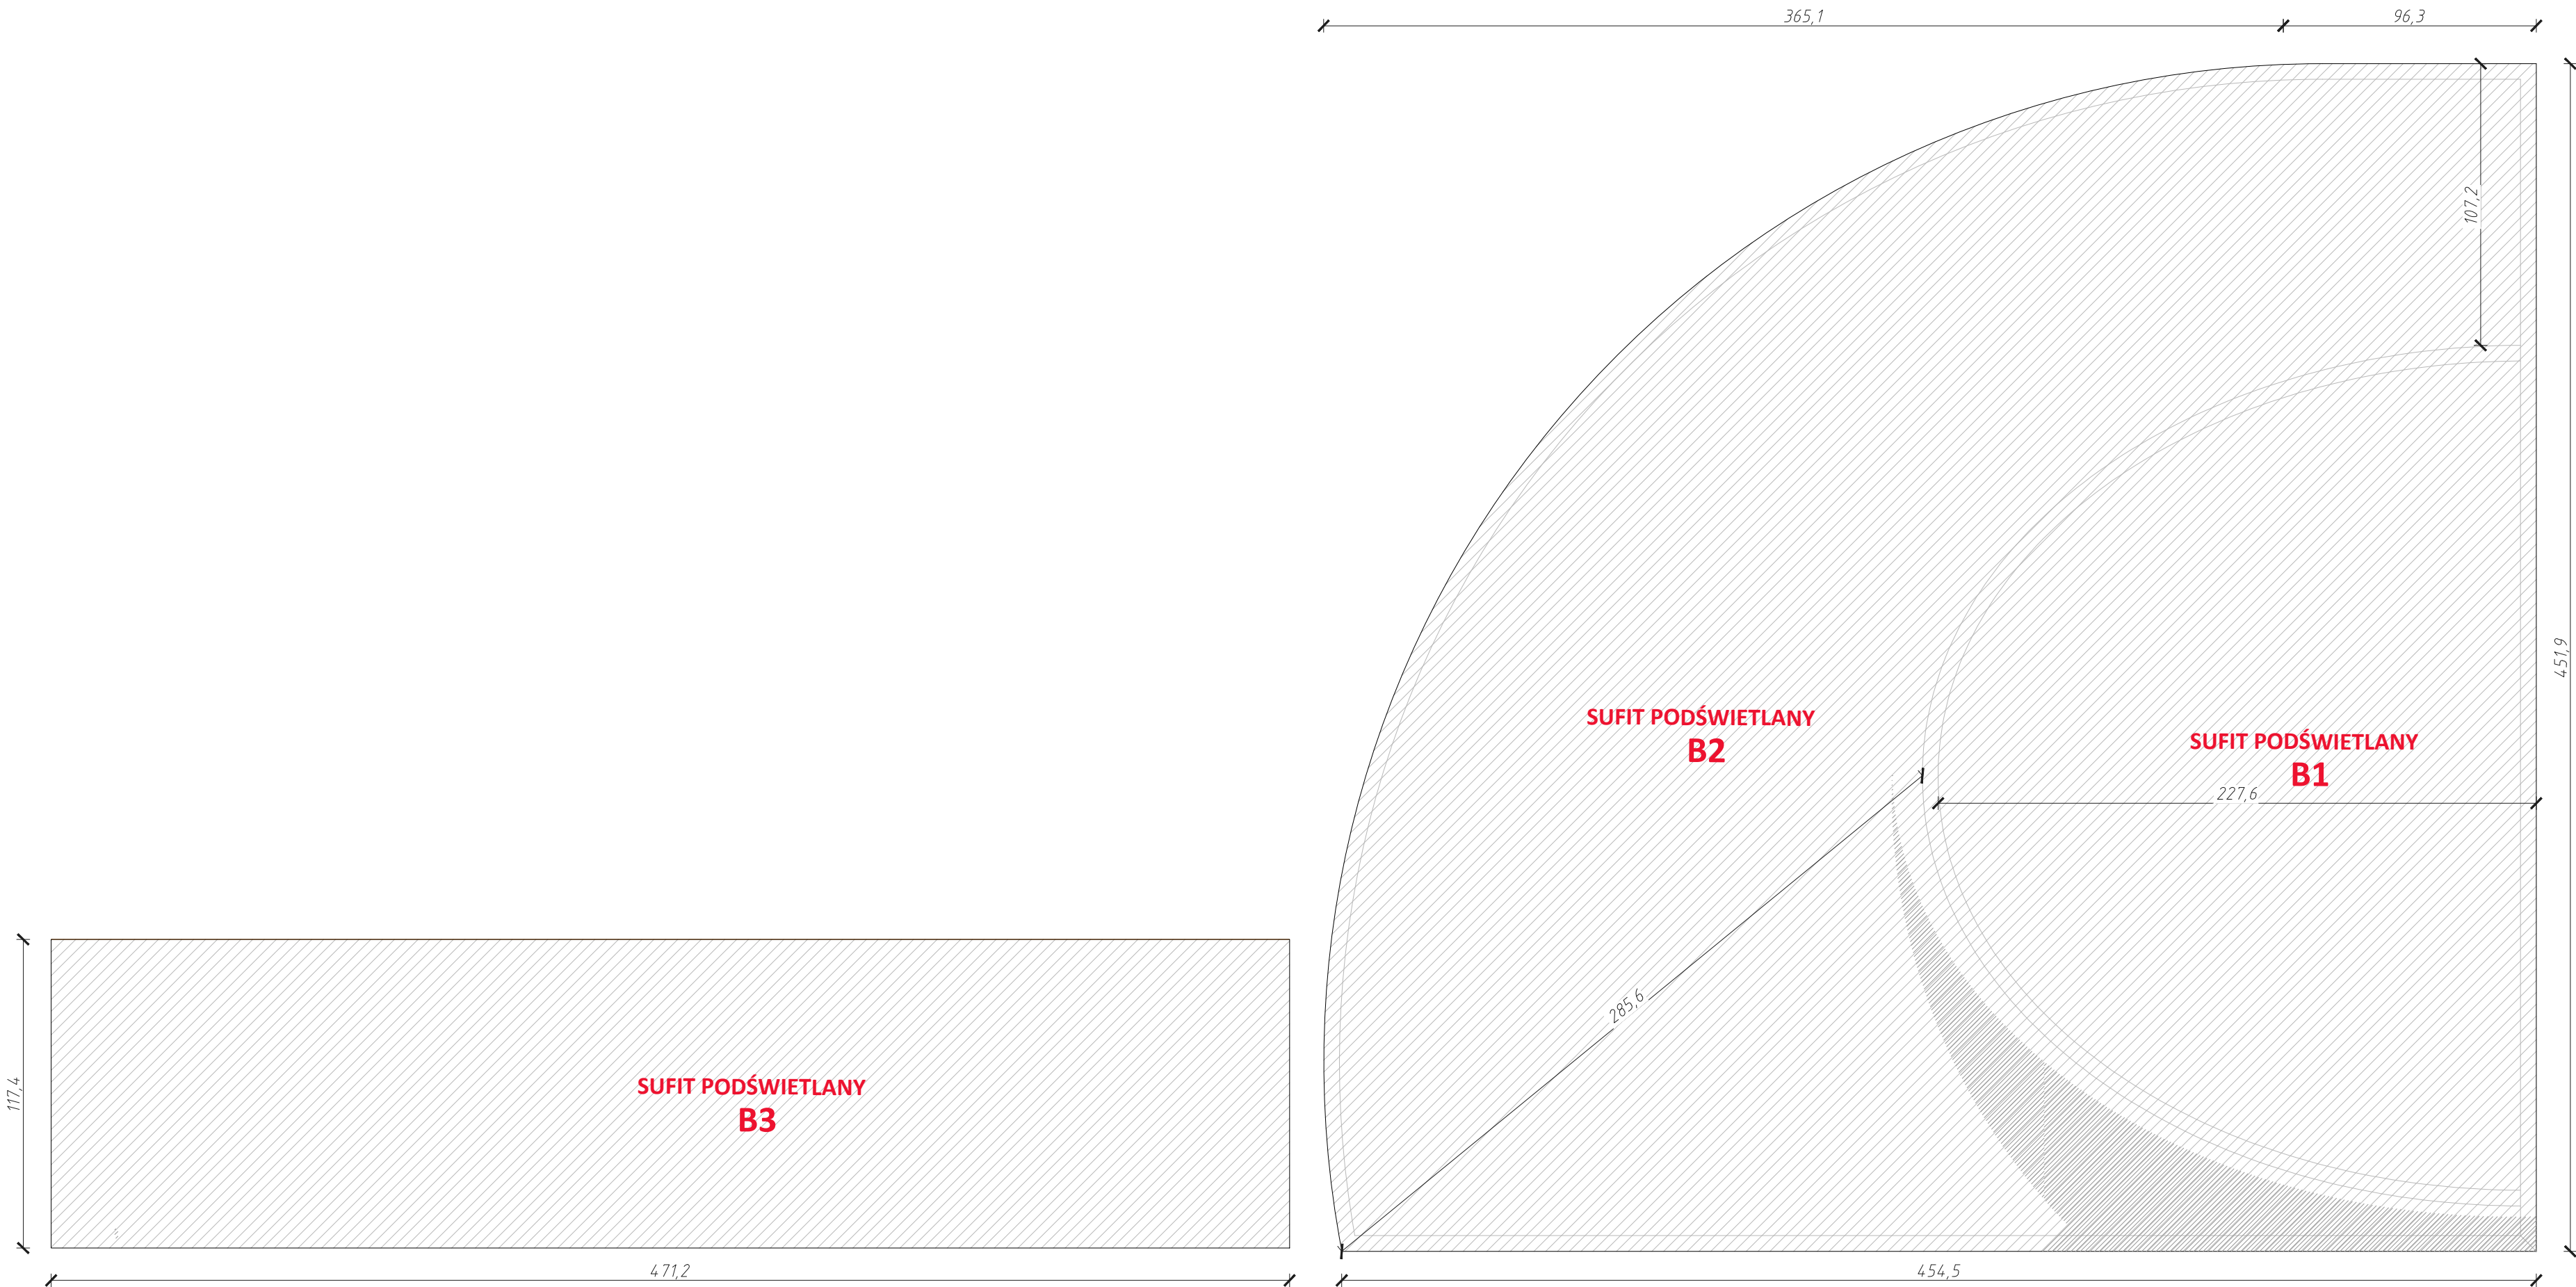 365,1
96,3
107,2
451,9
SUFIT PODŚWIETLANY
B2
SUFIT PODŚWIETLANY
B1
227,6
285,6
117,4
SUFIT PODŚWIETLANY
B3
471,2
454,5